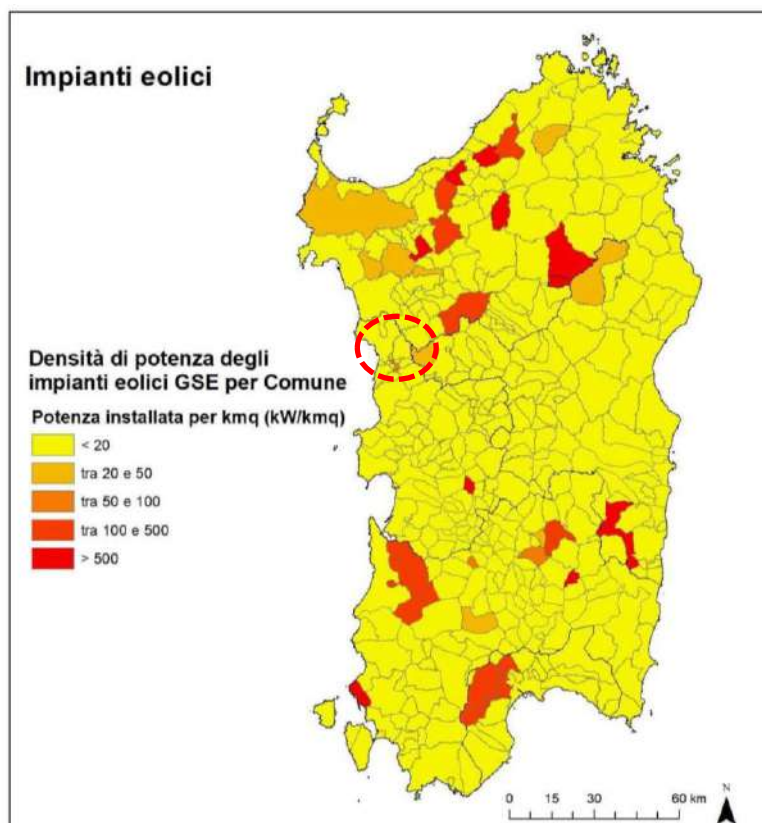 Impianti eolici
Densità di potenza degli
impianti eolici GSE per Comune
Potenza installata per kmq (kW/kmq)
< 20
tra 20 e 50
tra 50 e 100
tra 100 e 500
> 500
0 15 30 60 km
N